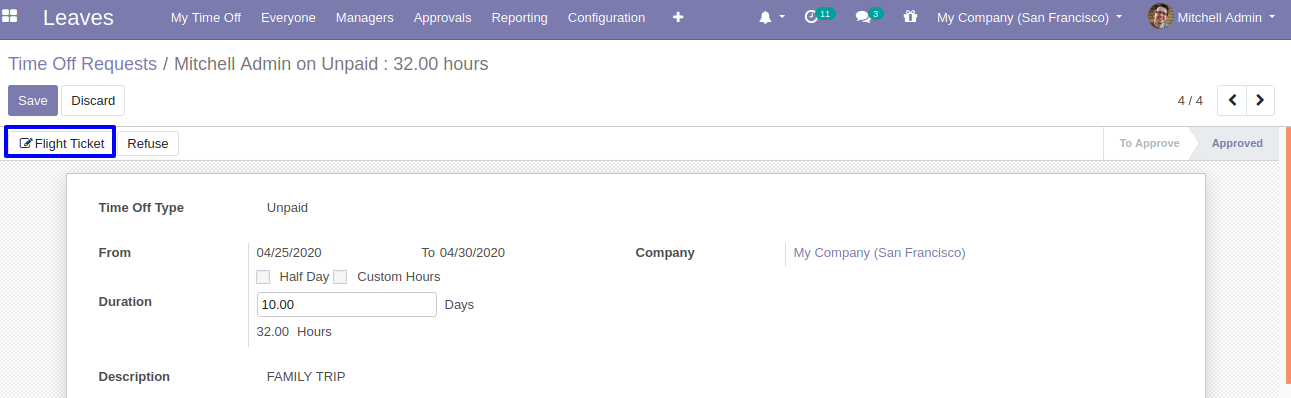 Leaves My Time Off Everyone Managers Approvals Reporting Configuration 11 3 My Company (San Francisco) Mitchell Admin
Time Off Requests / Mitchell Admin on Unpaid : 32.00 hours
Save Discard 4 / 4
Flight Ticket Refuse To Approve Approved
Time Off Type Unpaid
From 04/25/2020 To 04/30/2020 Company My Company (San Francisco)
Half Day Custom Hours
Duration 10.00 Days
32.00 Hours
Description FAMILY TRIP